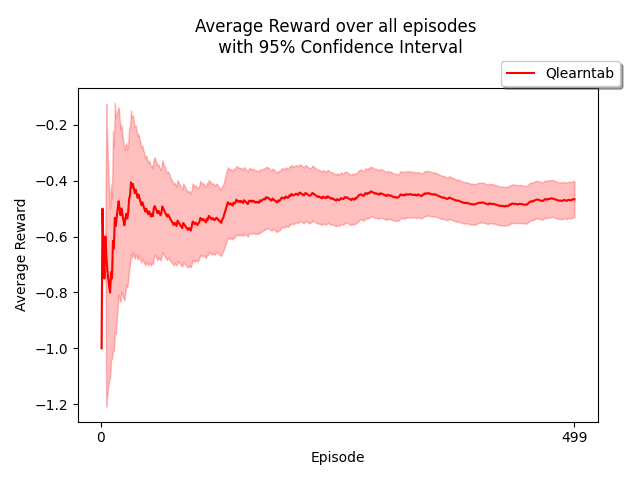 Average Reward over all episodes
with 95% Confidence Interval
Qlearntab
Average Reward
−0.2
−0.4
−0.6
−0.8
−1.0
−1.2
0
499
Episode